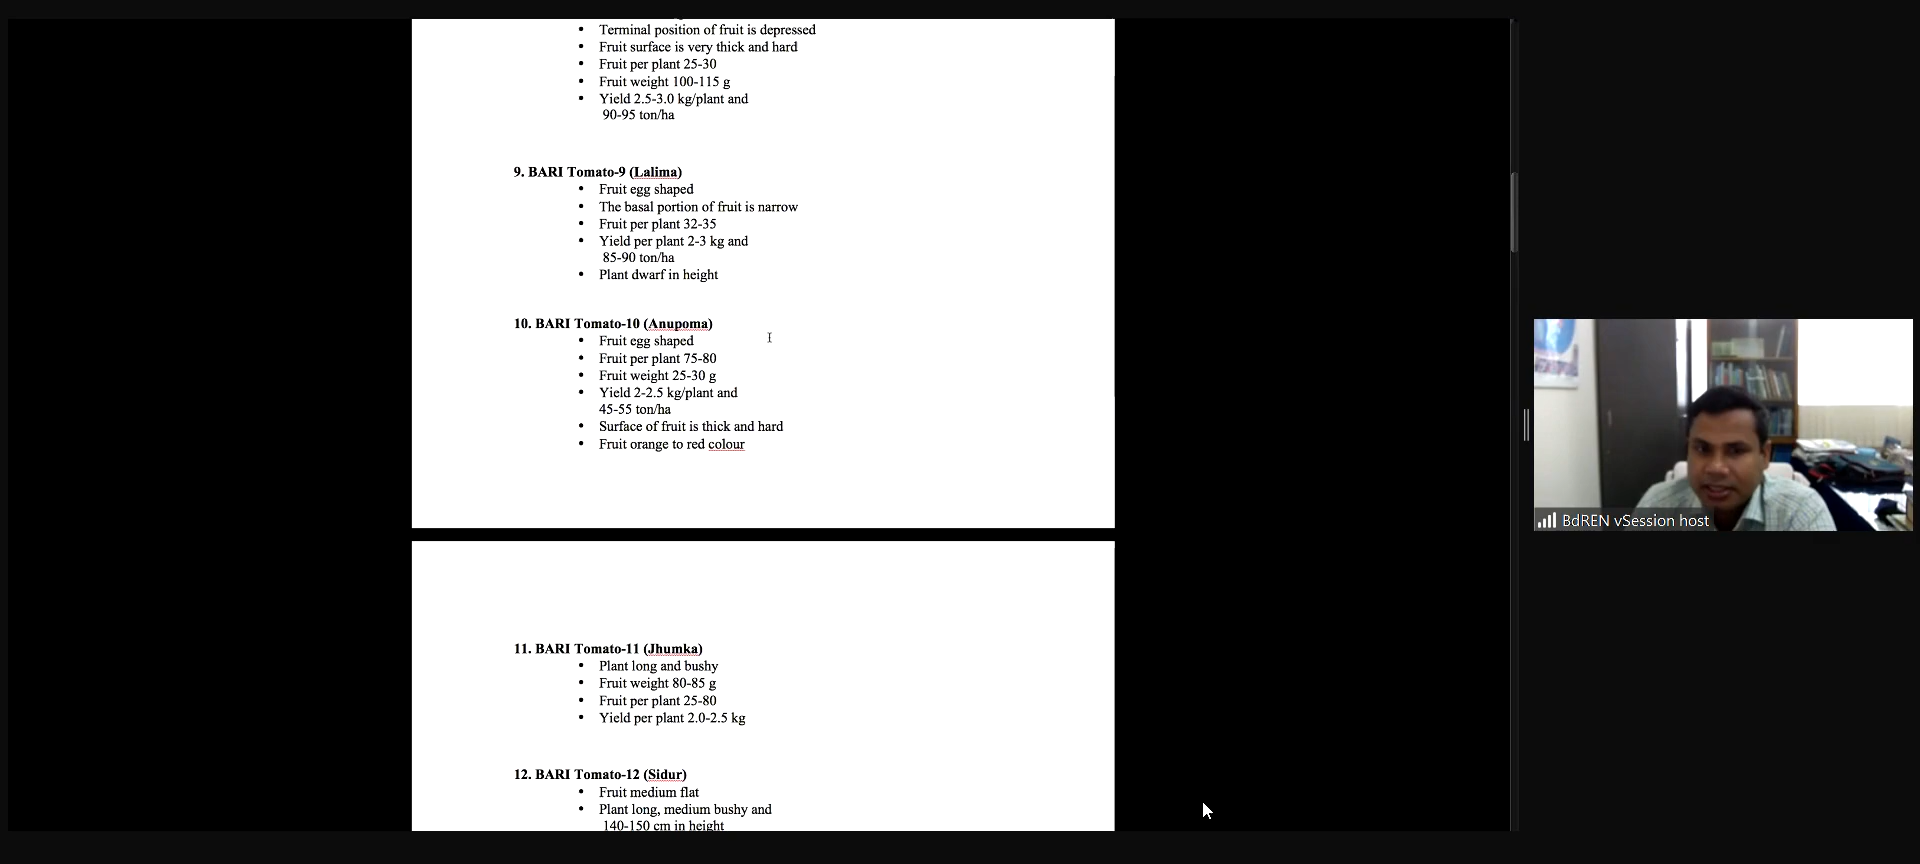 • Terminal position of fruit is depressed
• Fruit surface is very thick and hard
• Fruit per plant 25-30
• Fruit weight 100-115 g
• Yield 2.5-3.0 kg/plant and
90-95 ton/ha
9. BARI Tomato-9 (Lalima)
• Fruit egg shaped
• The basal portion of fruit is narrow
• Fruit per plant 32-35
• Yield per plant 2-3 kg and
85-90 ton/ha
• Plant dwarf in height
10. BARI Tomato-10 (Anupoma)
• Fruit egg shaped
• Fruit per plant 75-80
• Fruit weight 25-30 g
• Yield 2-2.5 kg/plant and
45-55 ton/ha
• Surface of fruit is thick and hard
• Fruit orange to red colour
11. BARI Tomato-11 (Jhumka)
• Plant long and bushy
• Fruit weight 80-85 g
• Fruit per plant 25-80
• Yield per plant 2.0-2.5 kg
12. BARI Tomato-12 (Sidur)
• Fruit medium flat
• Plant long, medium bushy and
140-150 cm in height
BdREN vSession host